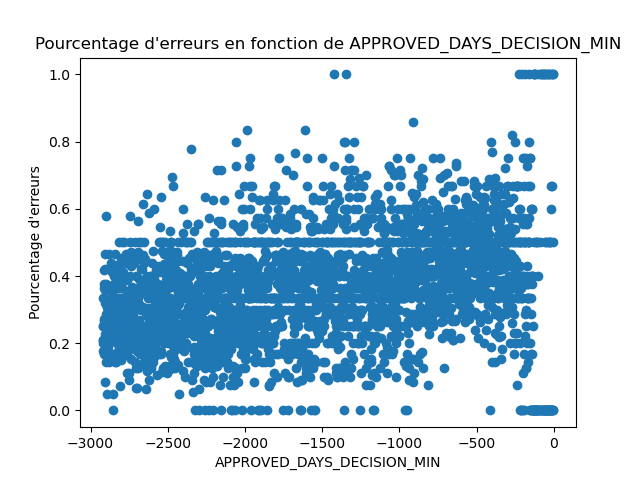 Pourcentage d'erreurs en fonction de APPROVED_DAYS_DECISION_MIN
1.0
0.8
0.6
0.4
0.2
0.0
Pourcentage d'erreurs
−3000 −2500 −2000 −1500 −1000 −500 0
APPROVED_DAYS_DECISION_MIN